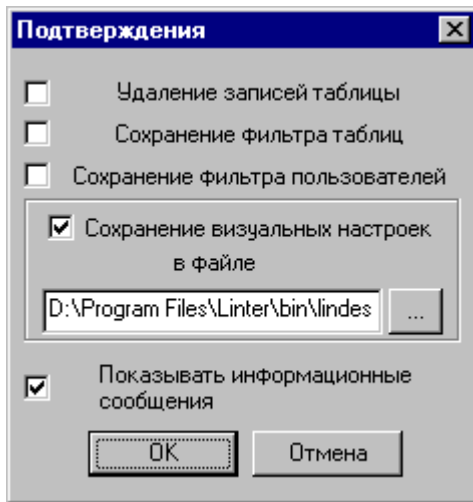 Подтверждения
Удаление записей таблицы
Сохранение фильтра таблиц
Сохранение фильтра пользователей
Сохранение визуальных настроек
в файле
D:\Program Files\Linter\bin\lindes
...
Показывать информационные
сообщения
OK
Отмена